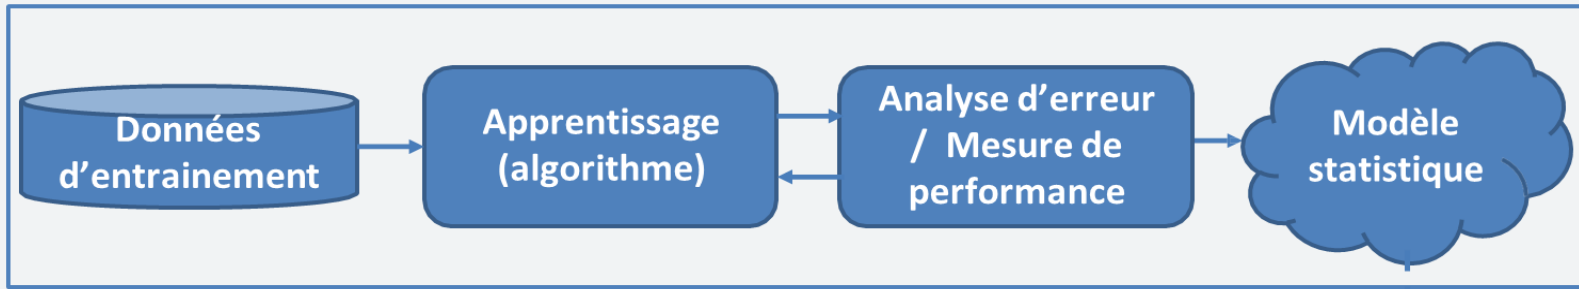 Données
d’entrainement
Apprentissage
(algorithme)
Analyse d’erreur
/ Mesure de
performance
Modèle
statistique